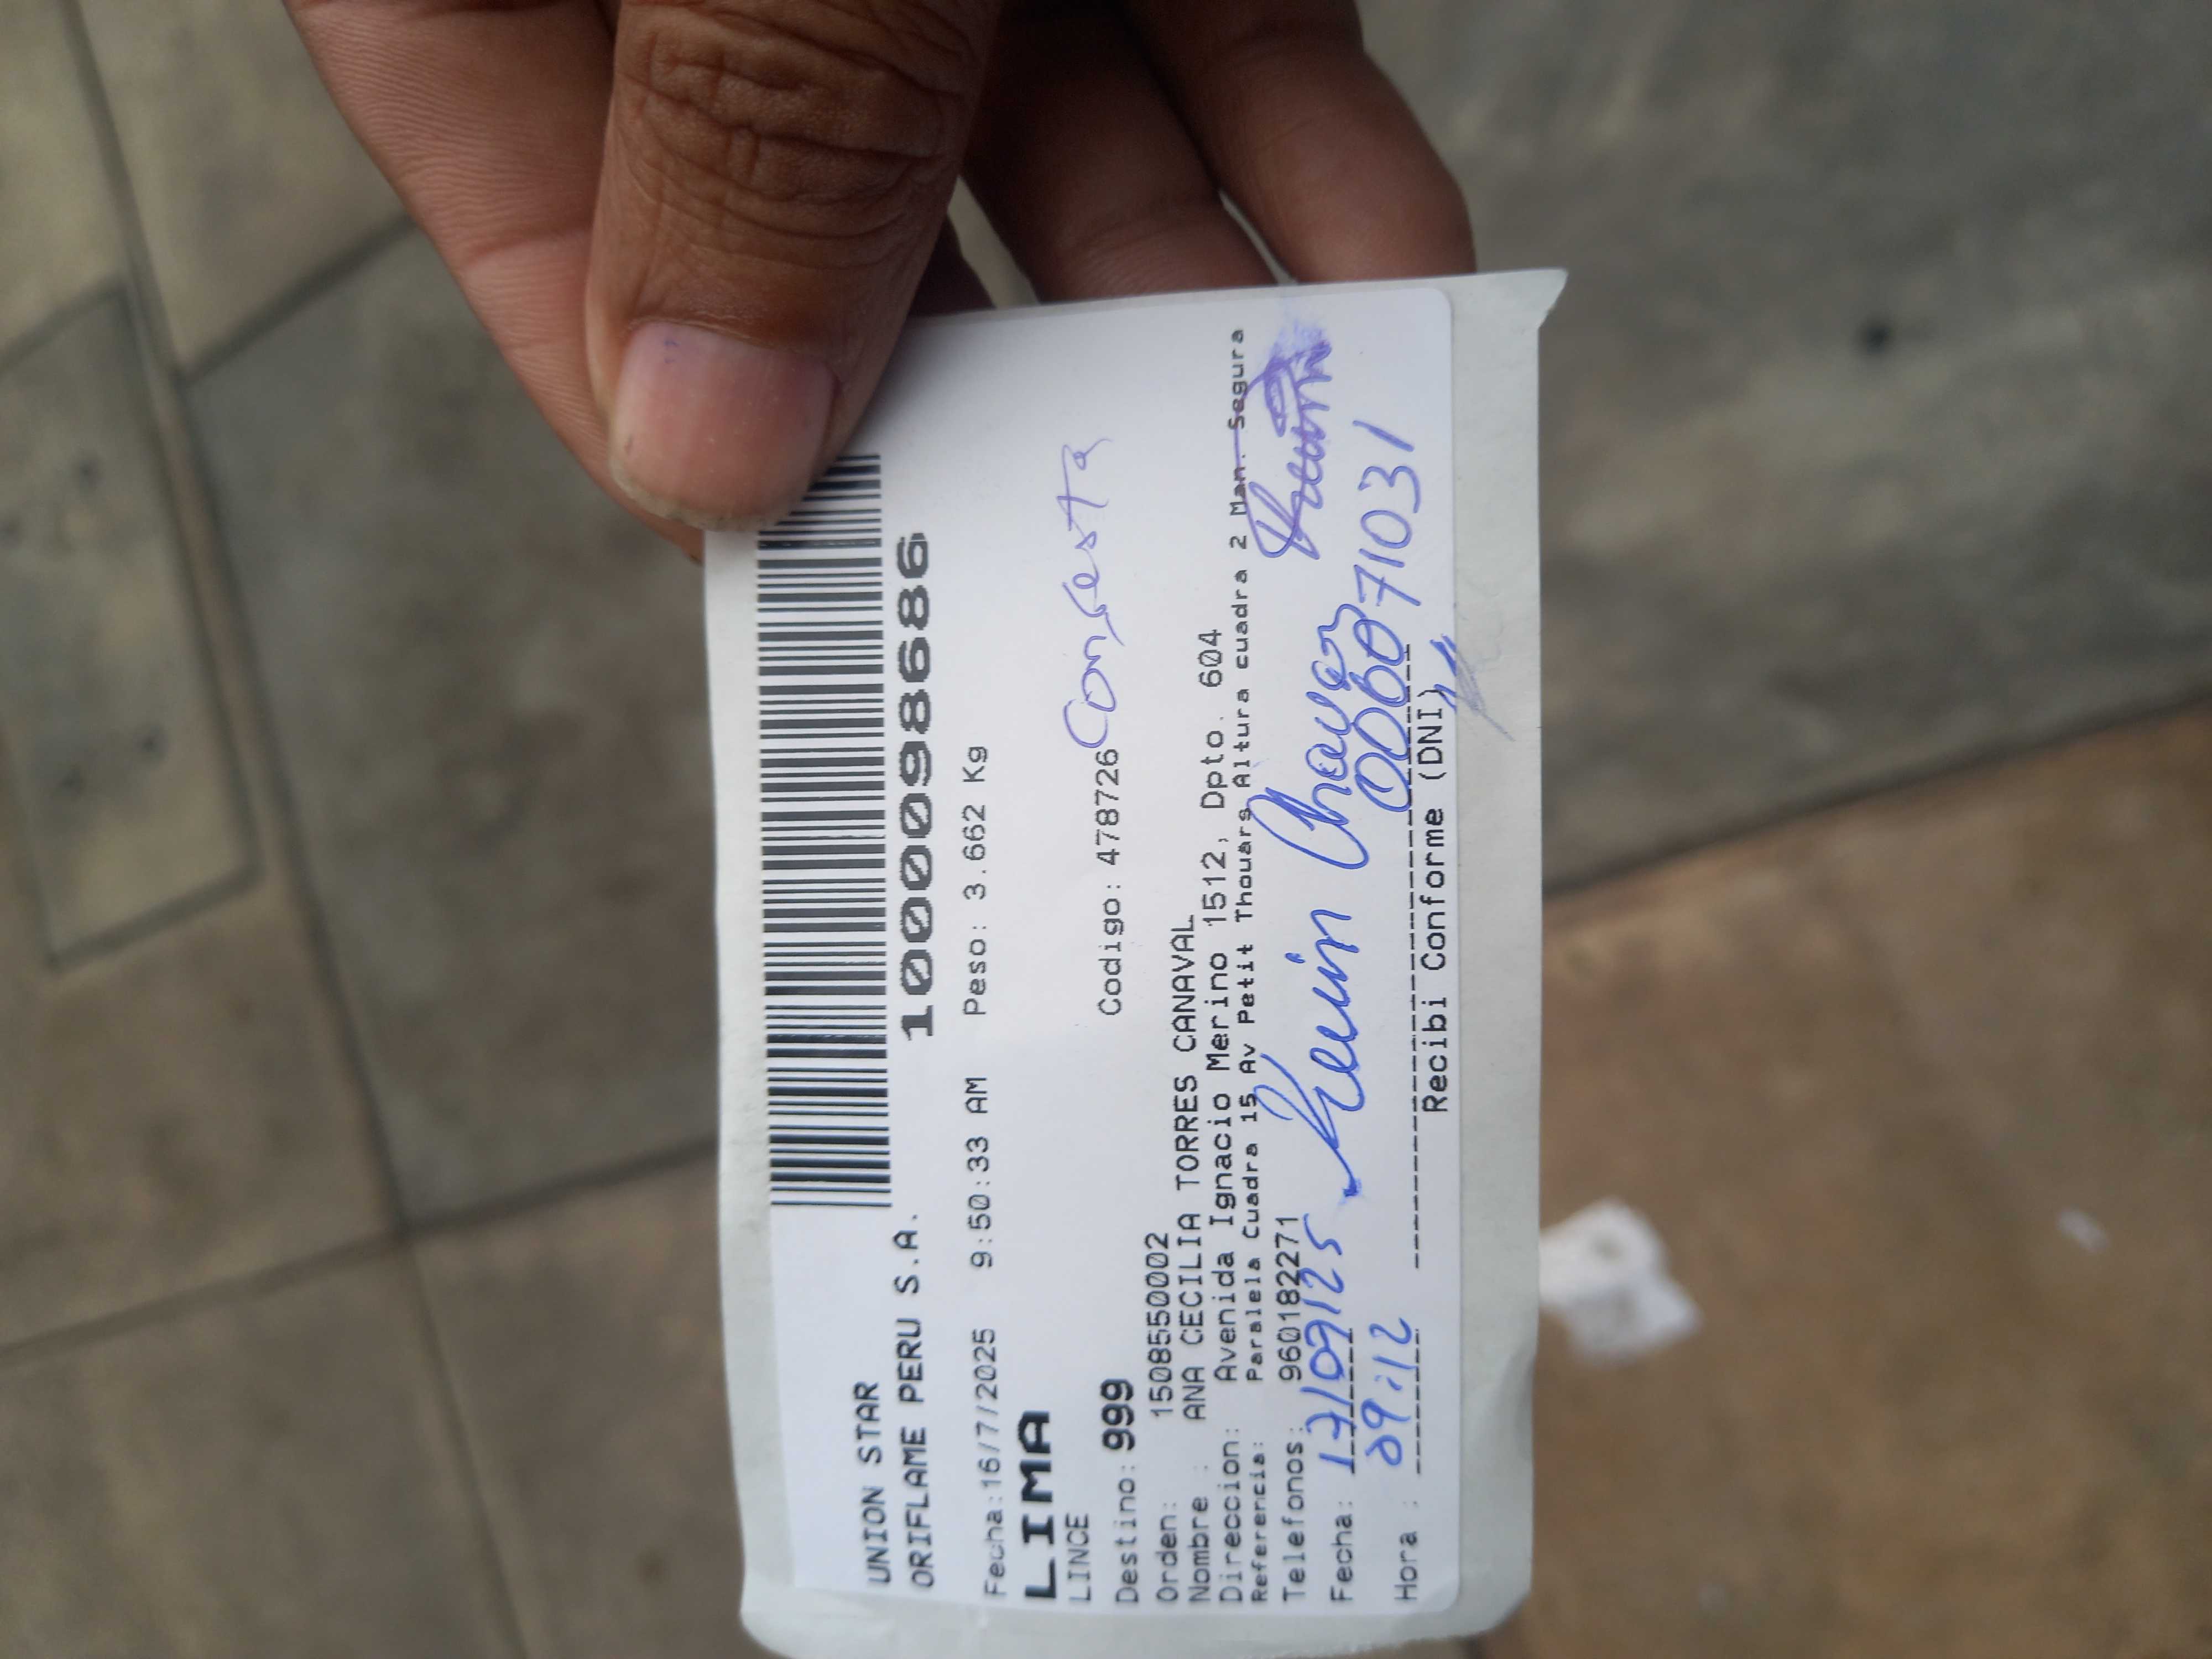 UNION STAR
ORIFLAME PERU S.A.
10000098686
Fecha:16/7/2025 9:50:33 AM Peso: 3.662 Kg
LIMA
LINCE
Destino: 999 Codigo: 478726
Orden: 1508550002
Nombre : ANA CECILIA TORRES CANAVAL
Direccion: Avenida Ignacio Merino 1512, Dpto. 604
Referencia: Paralela Cuadra 15 Av Petit Thouars Altura cuadra 2 Man. Segura
Telefonos: 960182271
Fecha: 17/07/25 Kevin Chavez
Hora : 09:12 000071031
Recibi Conforme (DNI)